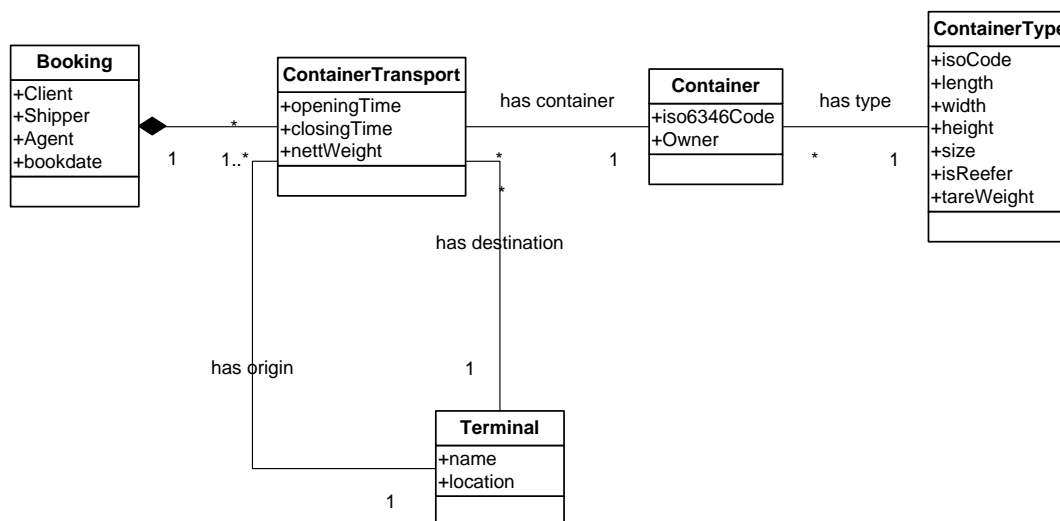 Booking
+Client
+Shipper
+Agent
+bookdate
1
*
1..*
ContainerTransport
+openingTime
+closingTime
+nettWeight
*
*
has container
1
Container
+iso6346Code
+Owner
*
has type
1
ContainerType
+isoCode
+length
+width
+height
+size
+isReefer
+tareWeight
has destination
has origin
1
1
Terminal
+name
+location